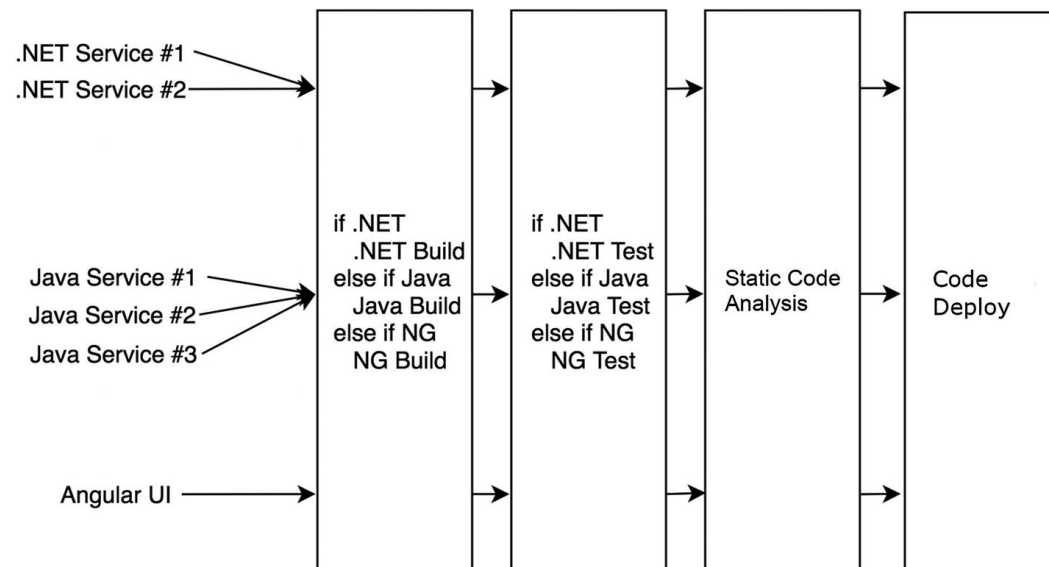 .NET Service #1
.NET Service #2
Java Service #1
Java Service #2
Java Service #3
Angular UI
if .NET
.NET Build
else if Java
Java Build
else if NG
NG Build
if .NET
.NET Test
else if Java
Java Test
else if NG
NG Test
Static Code
Analysis
Code
Deploy